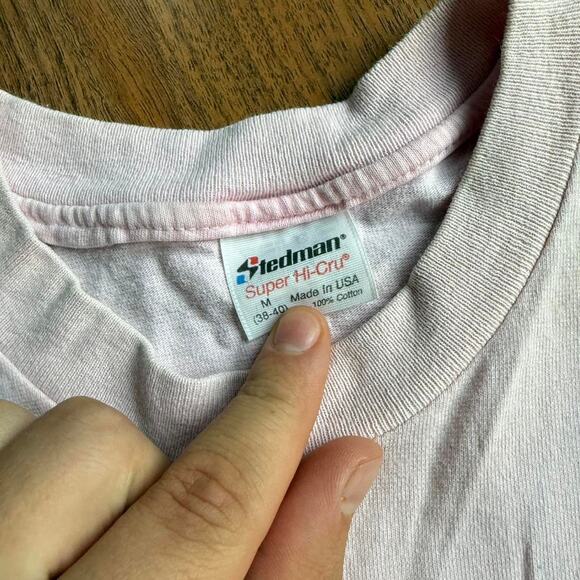 Stedman®
Super Hi-Cru®
M Made In USA
(38-40) 100% Cotton